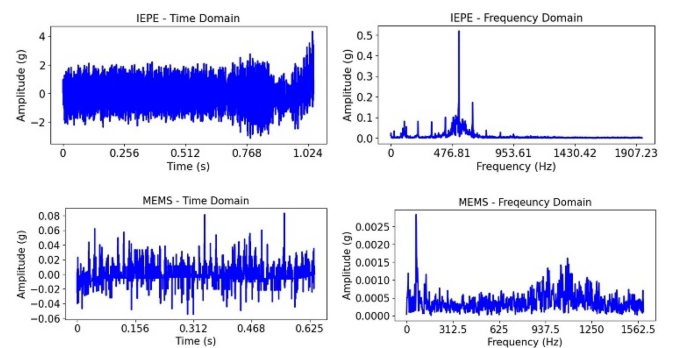 IEPE - Time Domain
Amplitude (g)
4
2
0
−2
0 0.256 0.512 0.768 1.024
Time (s)
IEPE - Frequency Domain
Amplitude (g)
0.5
0.4
0.3
0.2
0.1
0.0
0 476.81 953.61 1430.42 1907.23
Frequency (Hz)
MEMS - Time Domain
Amplitude (g)
0.08
0.06
0.04
0.02
0.00
−0.02
−0.04
−0.06
0 0.156 0.312 0.468 0.625
Time (s)
MEMS - Freqeuncy Domain
Amplitude (g)
0.0025
0.0020
0.0015
0.0010
0.0005
0.0000
0 312.5 625 937.5 1250 1562.5
Frequency (Hz)